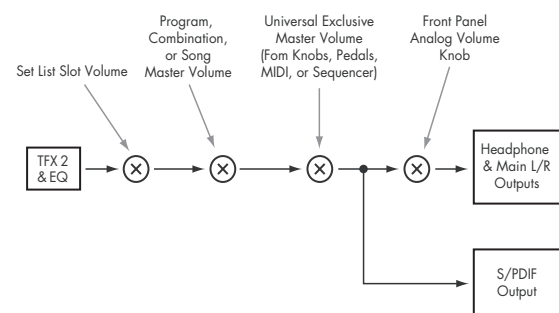 Set List Slot Volume
Program,
Combination,
or Song
Master Volume
Universal Exclusive
Master Volume
(Fom Knobs, Pedals,
MIDI, or Sequencer)
Front Panel
Analog Volume
Knob
TFX 2
& EQ
Headphone
& Main L/R
Outputs
S/PDIF
Output